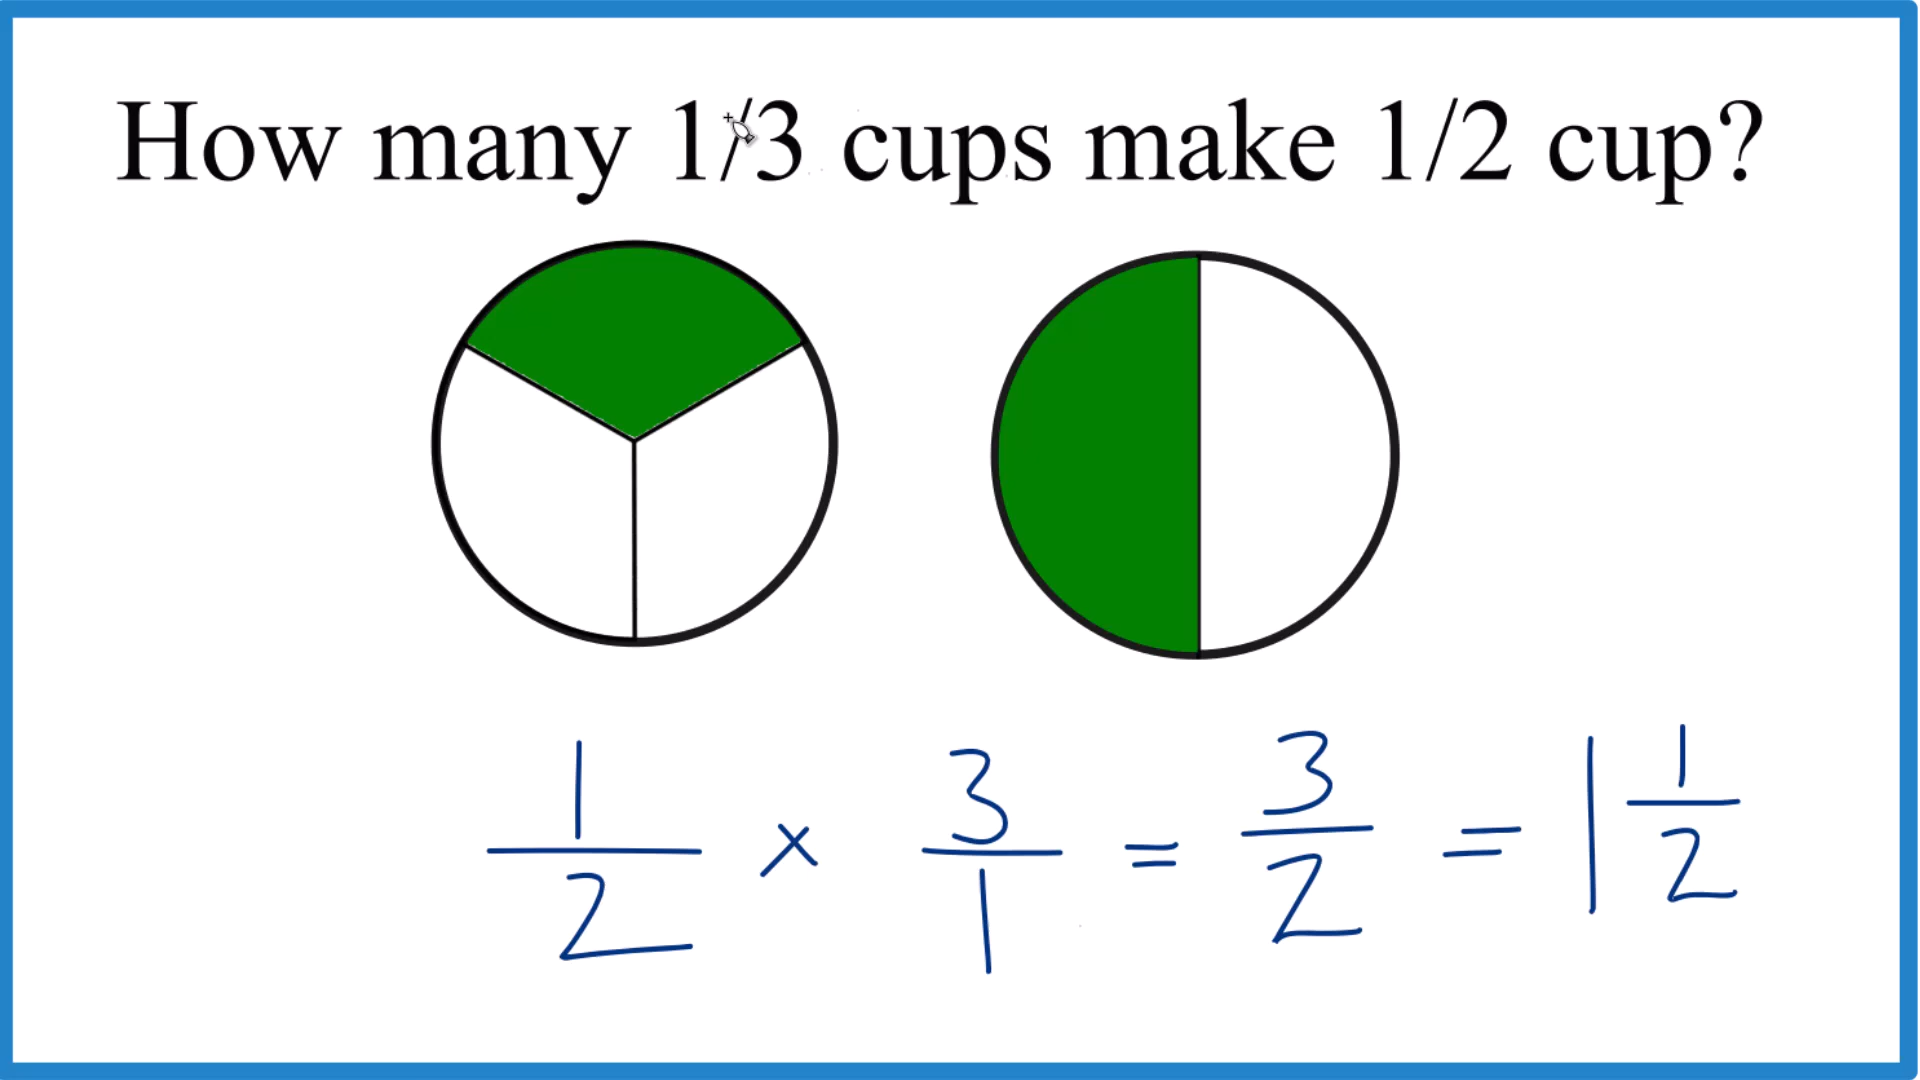 How many 1/3 cups make 1/2 cup?
1/2 × 3/1 = 3/2 = 1 1/2